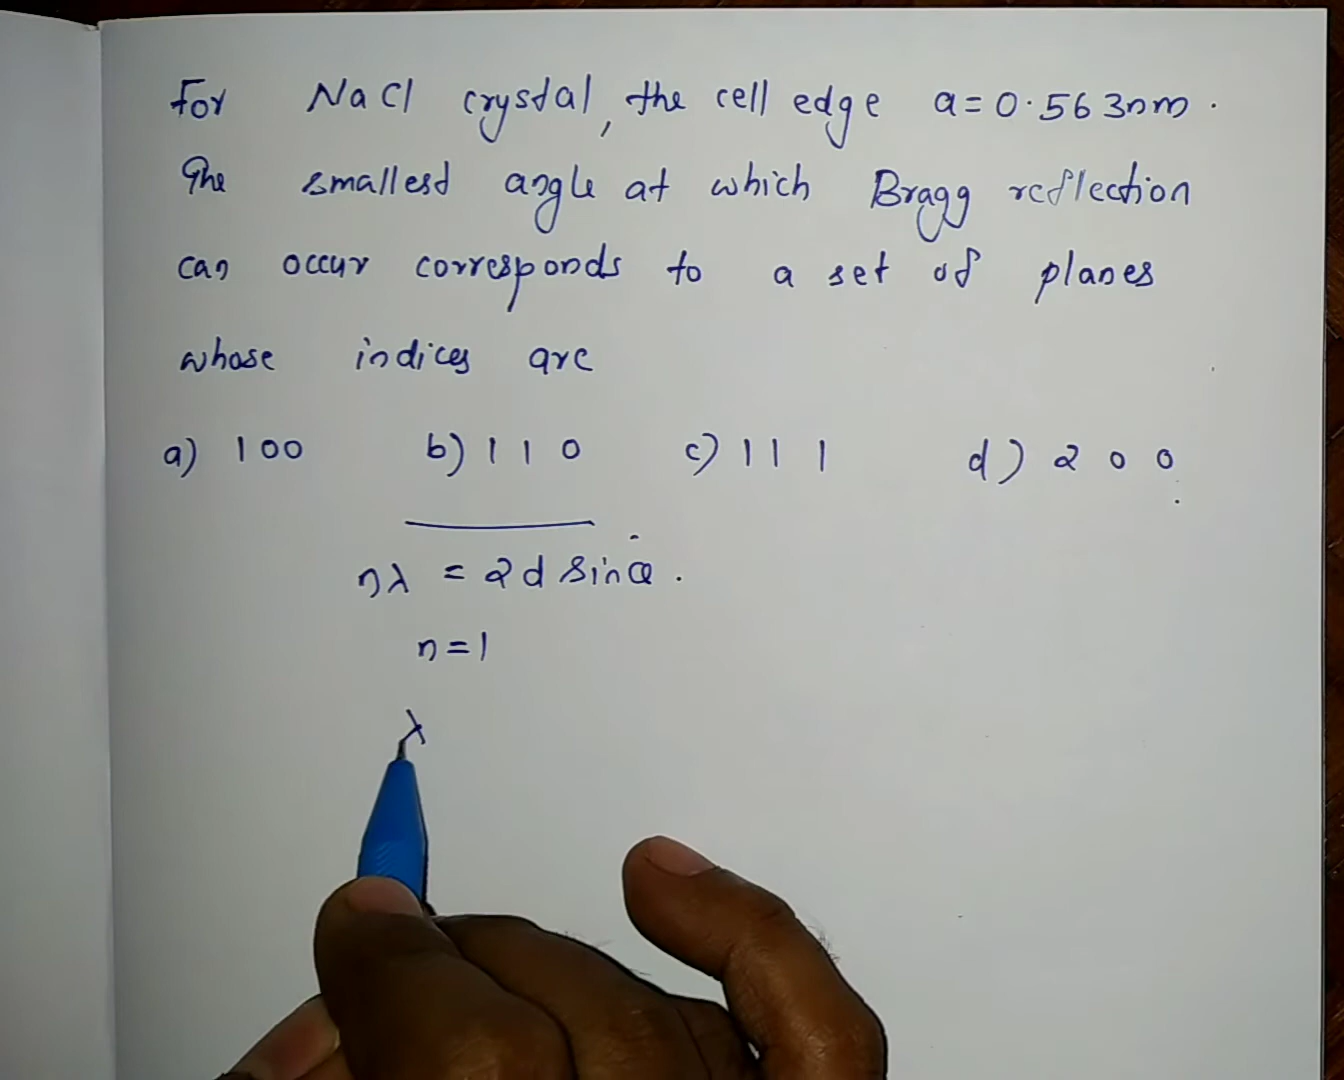 For NaCl crystal, the cell edge a=0.563nm.
The smallest angle at which Bragg reflection
can occur corresponds to a set of planes
whose indices are
a) 100 b) 110 c) 111 d) 200
nλ = 2d sinθ.
n=1
λ